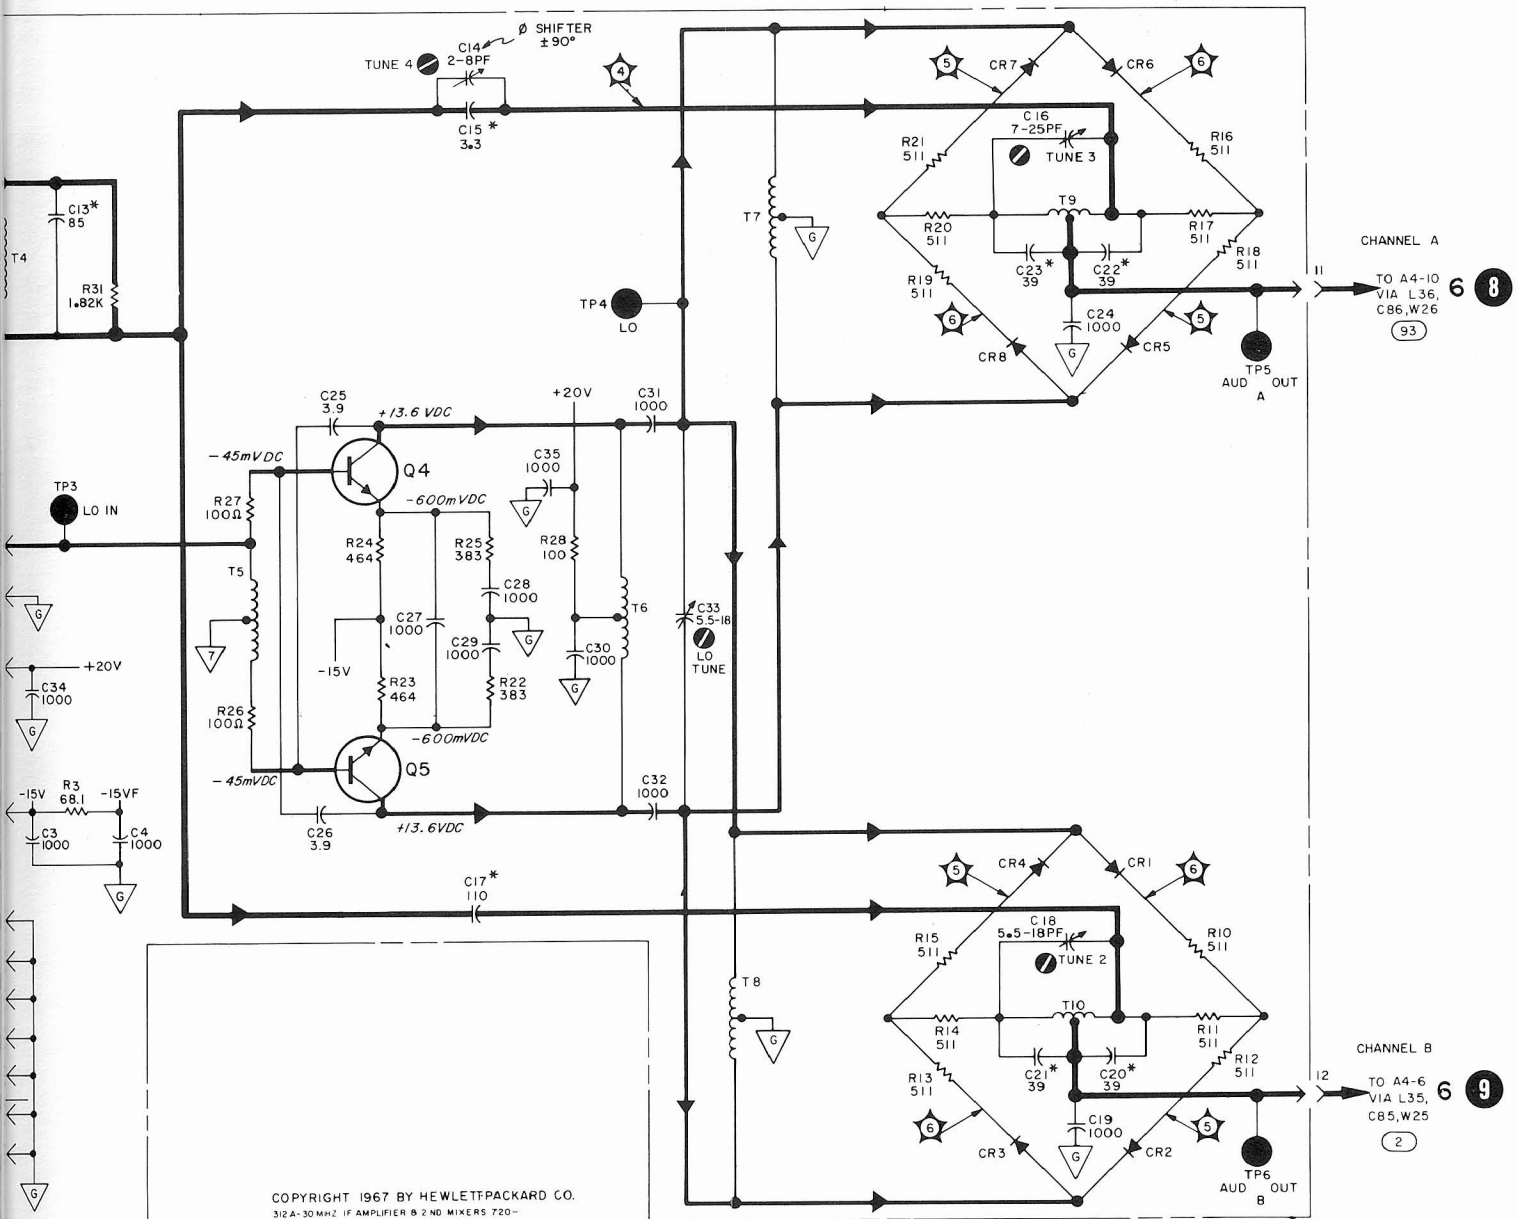 Ø SHIFTER
±90°
C14
2-8PF
TUNE 4
4
C15 *
3.3
5
CR7
CR6
6
C16
7-25PF
TUNE 3
R21
511
R16
511
C13*
85
T4
R31
1.82K
T7
G
T9
R20
511
R17
511
R19
511
C23*
39
C22*
39
R18
511
CHANNEL A
11
TO A4-10
VIA L36,
C86,W26
93
6 8
TP4
LO
6
5
C24
1000
G
CR8
CR5
TP5
AUD OUT
A
C25
3.9
+13.6 VDC
+20V
C31
1000
-45mVDC
Q4
C35
1000
G
TP3
LO IN
R27
100Ω
-600mVDC
R24
464
R25
383
R28
100
T5
C28
1000
T6
C33
5.5-18
LO
TUNE
G
7
C27
1000
G
C29
1000
C30
1000
-15V
+20V
C34
1000
G
R23
464
R22
383
G
R26
100Ω
-600mVDC
-45mVDC
Q5
C32
1000
-15V
R3
68.1
-15VF
C3
1000
C4
1000
G
C26
3.9
+13.6VDC
C17*
110
5
CR4
CR1
6
C18
5.5-18PF
TUNE 2
R15
511
R10
511
T8
G
T10
R14
511
R11
511
R13
511
C21*
39
C20*
39
R12
511
CHANNEL B
12
TO A4-6
VIA L35,
C85,W25
2
6 9
6
5
C19
1000
G
CR3
CR2
TP6
AUD OUT
B
G
COPYRIGHT 1967 BY HEWLETT-PACKARD CO.
312A-30MHZ IF AMPLIFIER & 2ND MIXERS 720-